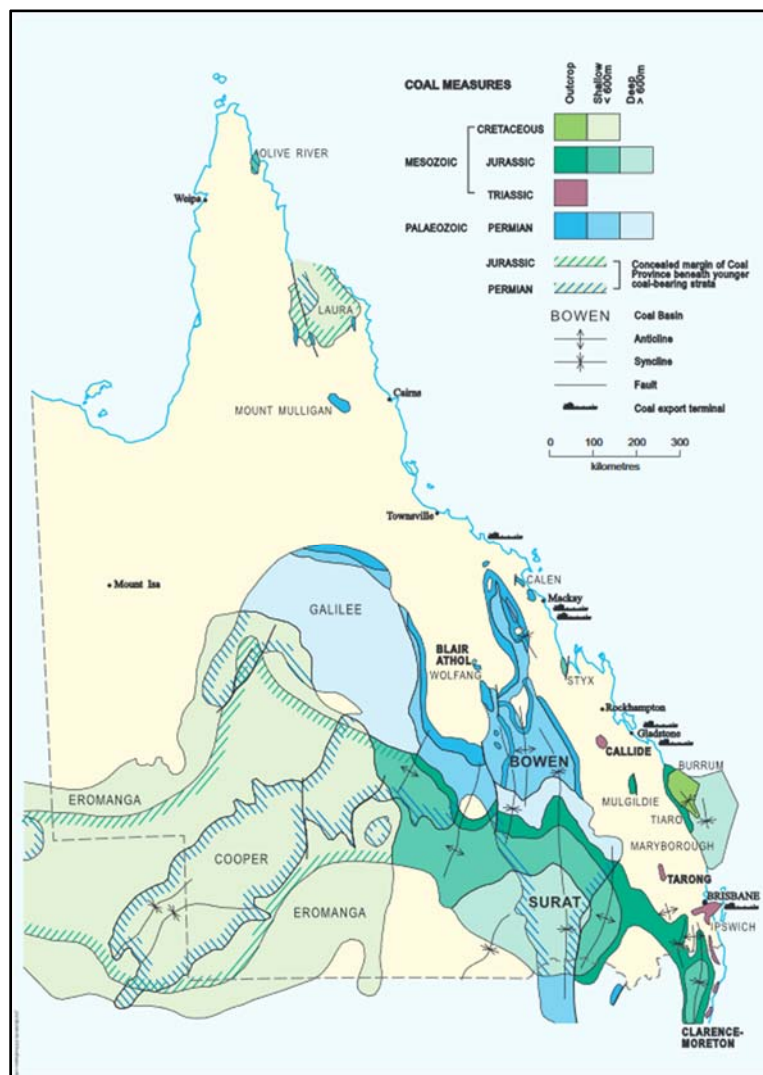 COAL MEASURES
Outcrop
Shallow < 600m
Deep > 600m
CRETACEOUS
MESOZOIC
JURASSIC
TRIASSIC
PALAEOZOIC
PERMIAN
JURASSIC
PERMIAN
Concealed margin of Coal
Province beneath younger
coal-bearing strata
BOWEN
Coal Basin
Anticline
Syncline
Fault
Coal export terminal
0 100 200 300
kilometres
OLIVE RIVER
Weipa
LAURA
MOUNT MULLIGAN
Cairns
Townsville
Mount Isa
GALILEE
CALEN
Mackay
BLAIR
ATHOL
WOLFANG
STYX
Rockhampton
Gladstone
CALLIDE
BOWEN
BURRUM
MULGILDIE
TIARO
MARYBOROUGH
EROMANGA
COOPER
TARONG
BRISBANE
SURAT
IPSWICH
EROMANGA
CLARENCE-
MORETON